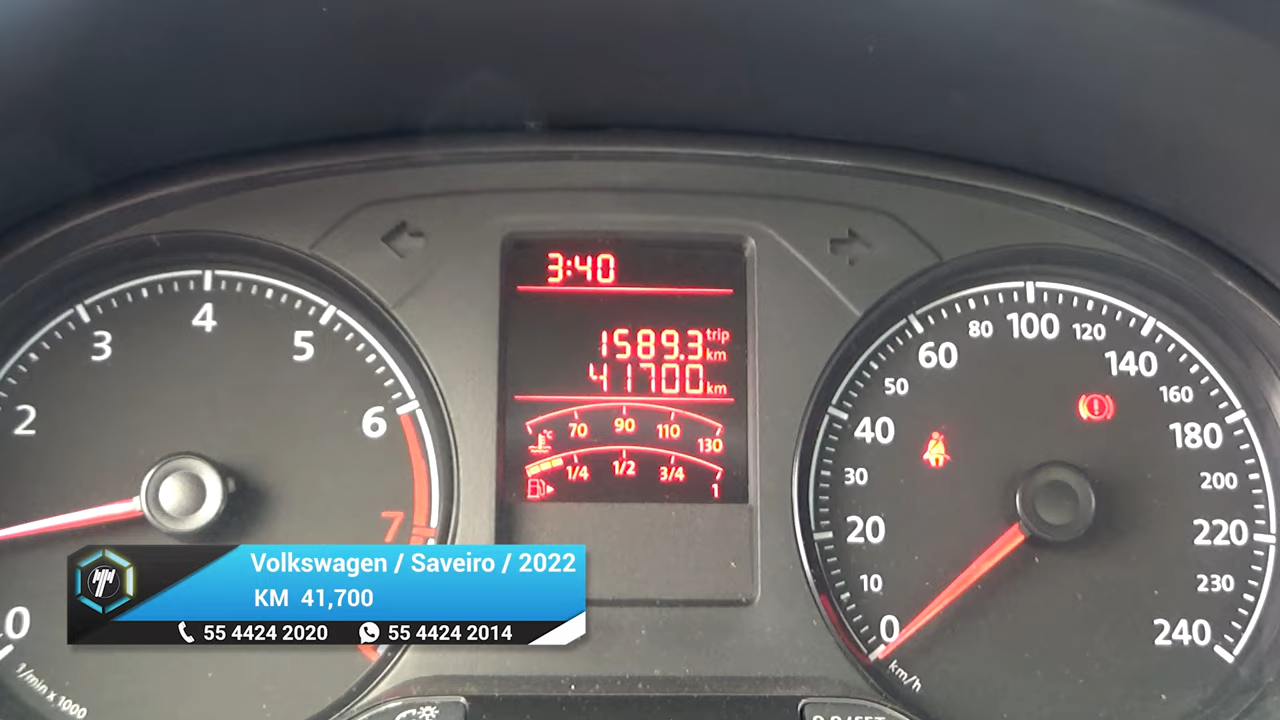 3:40
1589.3 trip km
41700 km
70 90 110 130
°C
1/4 1/2 3/4 1
0 2 3 4 5 6 7
1/min x 1000
0 10 20 30 40 50 60 80 100 120 140 160 180 200 220 230 240
km/h
Volkswagen / Saveiro / 2022
KM 41,700
55 4424 2020 55 4424 2014